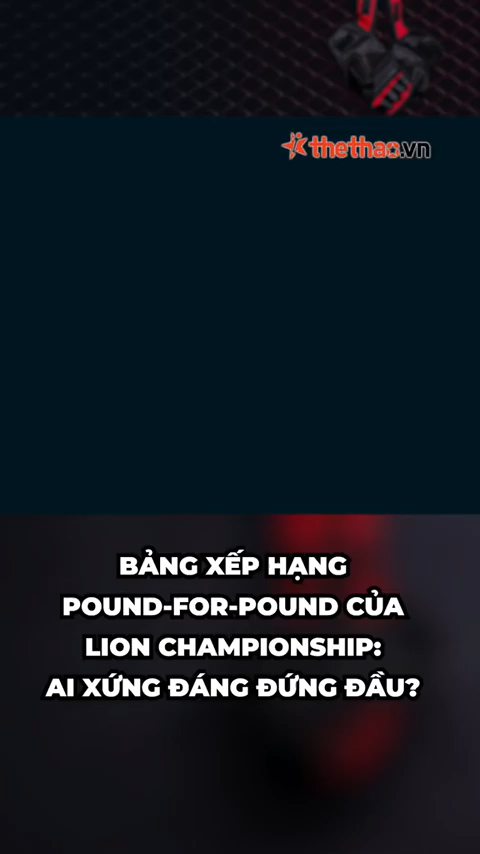 thethao.vn
BẢNG XẾP HẠNG
POUND-FOR-POUND CỦA
LION CHAMPIONSHIP:
AI XỨNG ĐÁNG ĐỨNG ĐẦU?